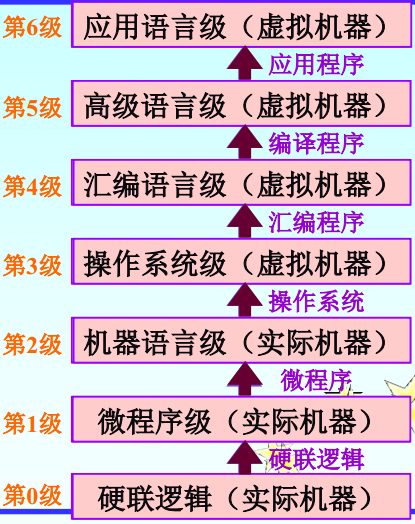 第6级 应用语言级（虚拟机器）
应用程序
第5级 高级语言级（虚拟机器）
编译程序
第4级 汇编语言级（虚拟机器）
汇编程序
第3级 操作系统级（虚拟机器）
操作系统
第2级 机器语言级（实际机器）
微程序
第1级 微程序级（实际机器）
硬联逻辑
第0级 硬联逻辑（实际机器）